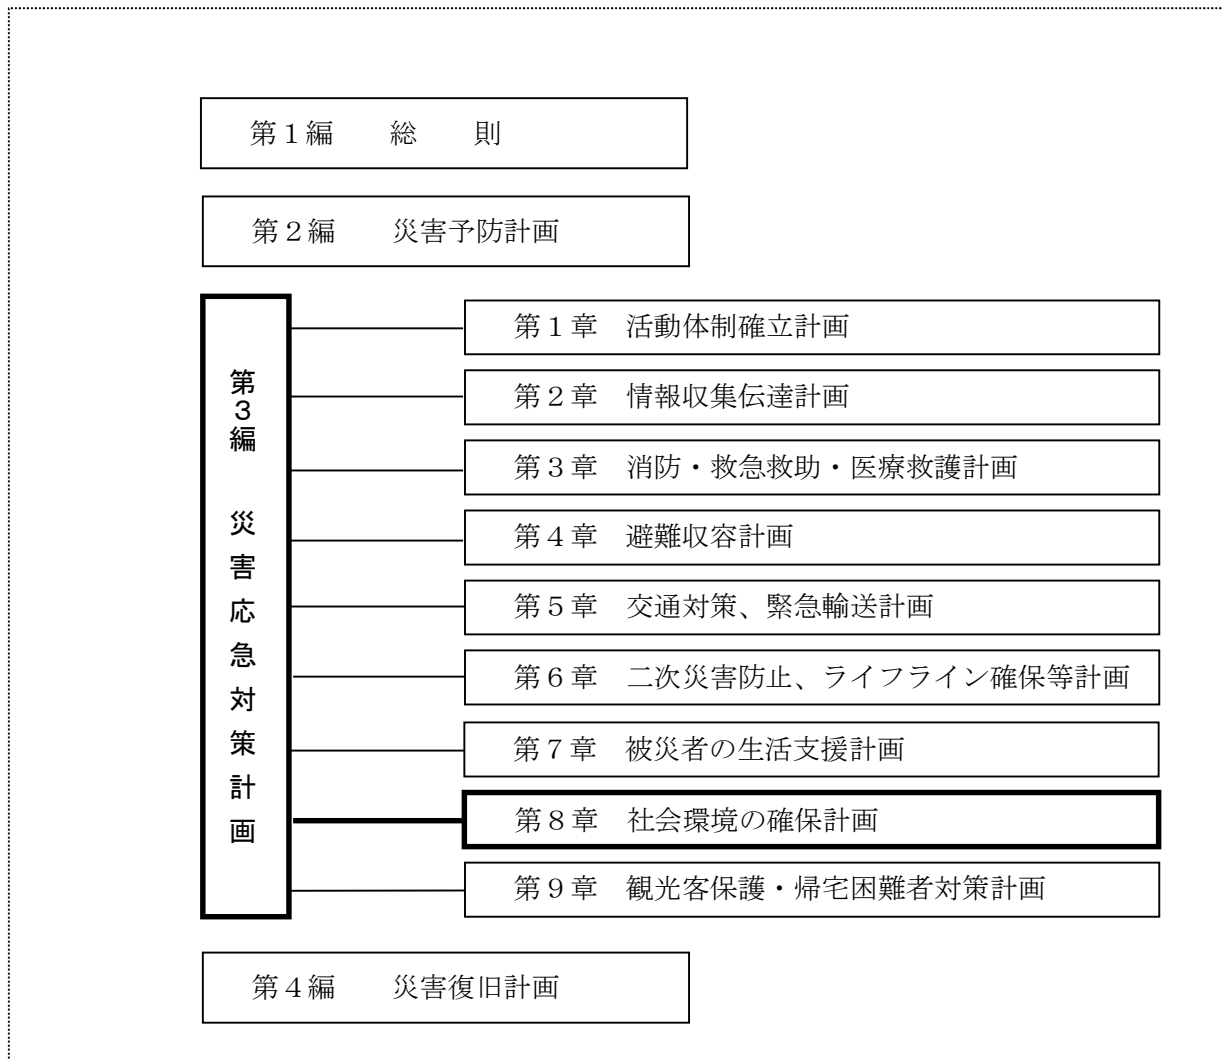 第１編　　総　　則
第２編　　災害予防計画
第３編　災害応急対策計画
第１章　活動体制確立計画
第２章　情報収集伝達計画
第３章　消防・救急救助・医療救護計画
第４章　避難収容計画
第５章　交通対策、緊急輸送計画
第６章　二次災害防止、ライフライン確保等計画
第７章　被災者の生活支援計画
第８章　社会環境の確保計画
第９章　観光客保護・帰宅困難者対策計画
第４編　　災害復旧計画